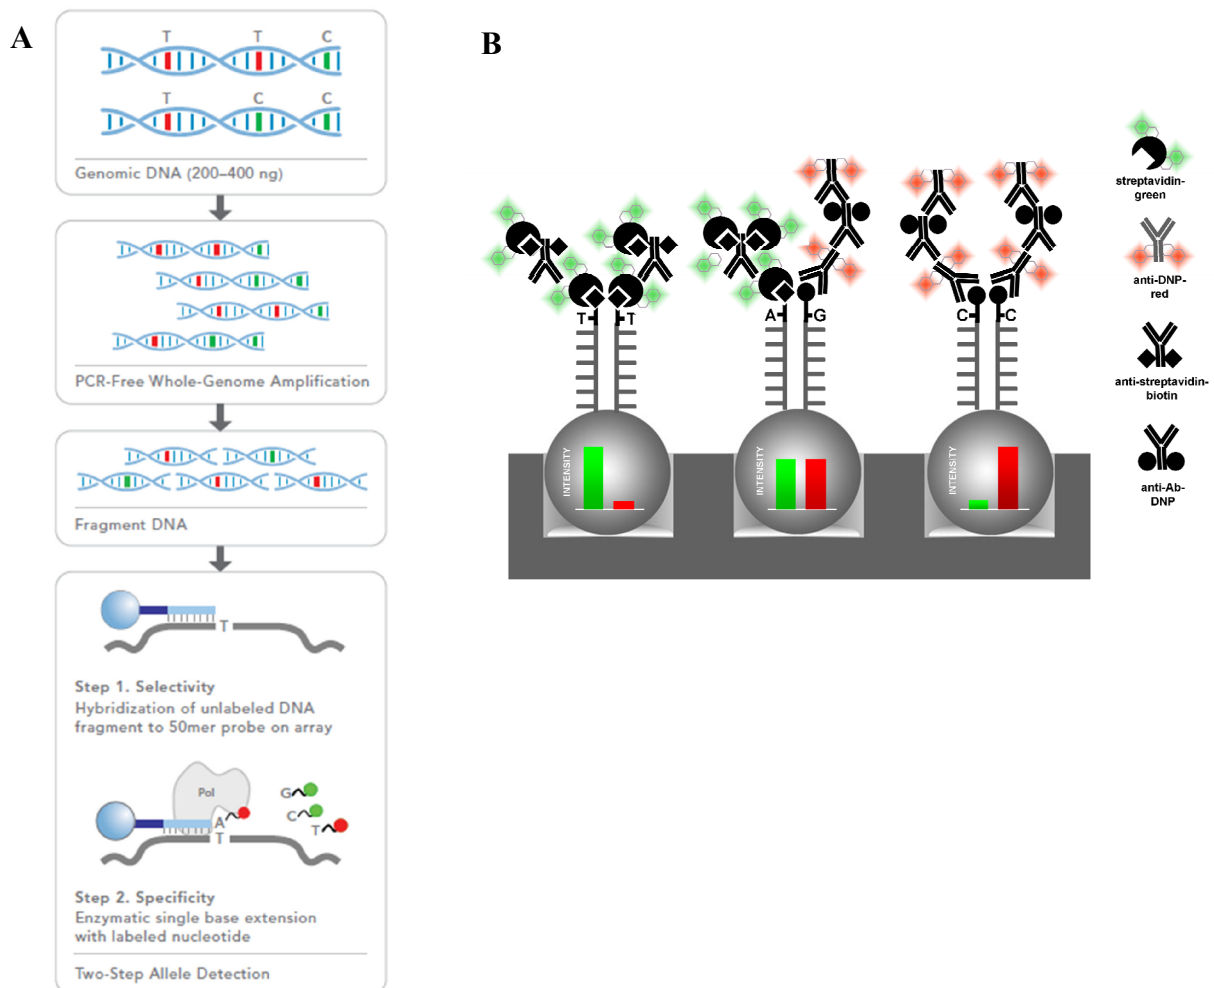 A
T T C
T C C
Genomic DNA (200–400 ng)
PCR-Free Whole-Genome Amplification
Fragment DNA
T
Step 1. Selectivity
Hybridization of unlabeled DNA
fragment to 50mer probe on array
Pol
G
C
A
T
T
Step 2. Specificity
Enzymatic single base extension
with labeled nucleotide
Two-Step Allele Detection
B
T T
A G
C C
INTENSITY
INTENSITY
INTENSITY
streptavidin-
green
anti-DNP-
red
anti-streptavidin-
biotin
anti-Ab-
DNP